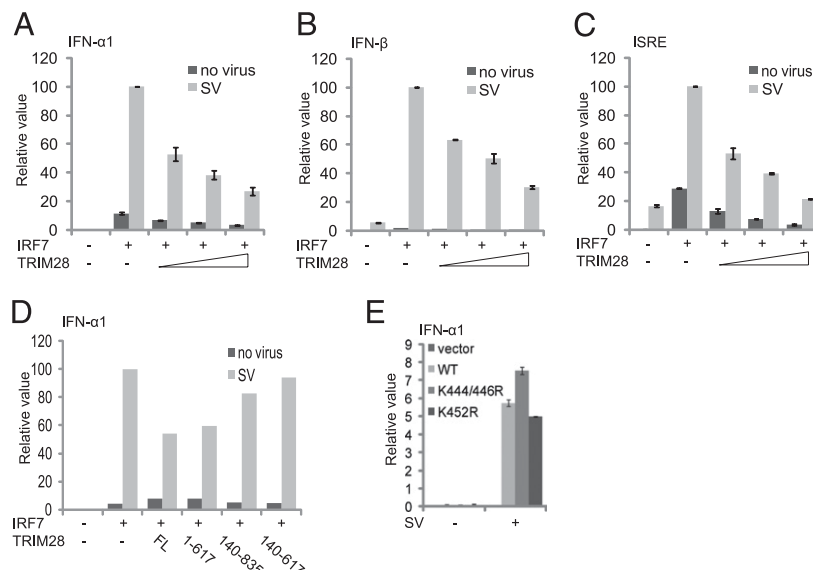 A
IFN-α1
120
100
80
60
40
20
0
Relative value
no virus
SV
IRF7 - + + + +
TRIM28 - -
B
IFN-β
120
100
80
60
40
20
0
Relative value
no virus
SV
IRF7 - + + + +
TRIM28 - -
C
ISRE
120
100
80
60
40
20
0
Relative value
no virus
SV
IRF7 - + + + +
TRIM28 - -
D
IFN-α1
120
100
80
60
40
20
0
Relative value
no virus
SV
IRF7 - + + + + +
TRIM28 - - FL 1-617 140-835 140-617
E
IFN-α1
9
8
7
6
5
4
3
2
1
0
Relative value
vector
WT
K444/446R
K452R
SV - +